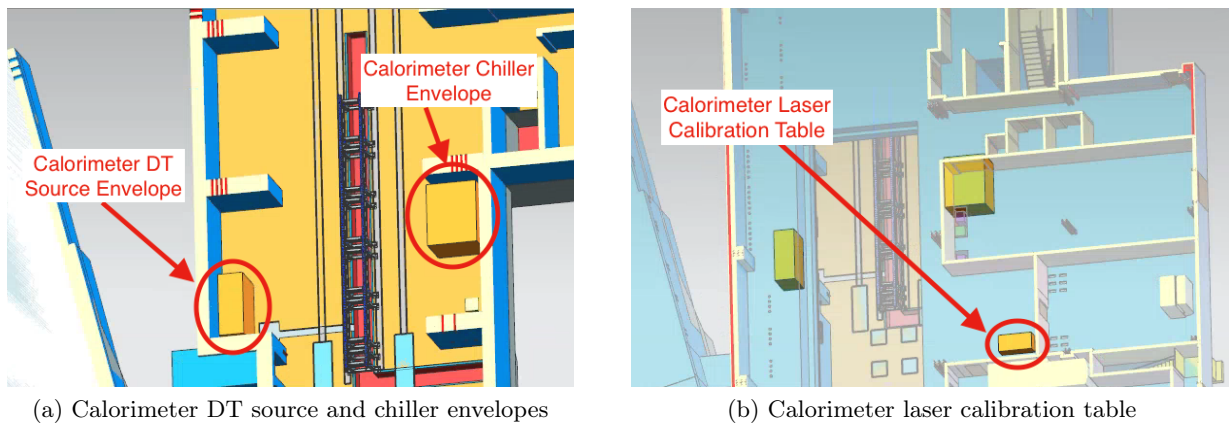 Calorimeter Chiller
Envelope
Calorimeter DT
Source Envelope
(a) Calorimeter DT source and chiller envelopes
Calorimeter Laser
Calibration Table
(b) Calorimeter laser calibration table